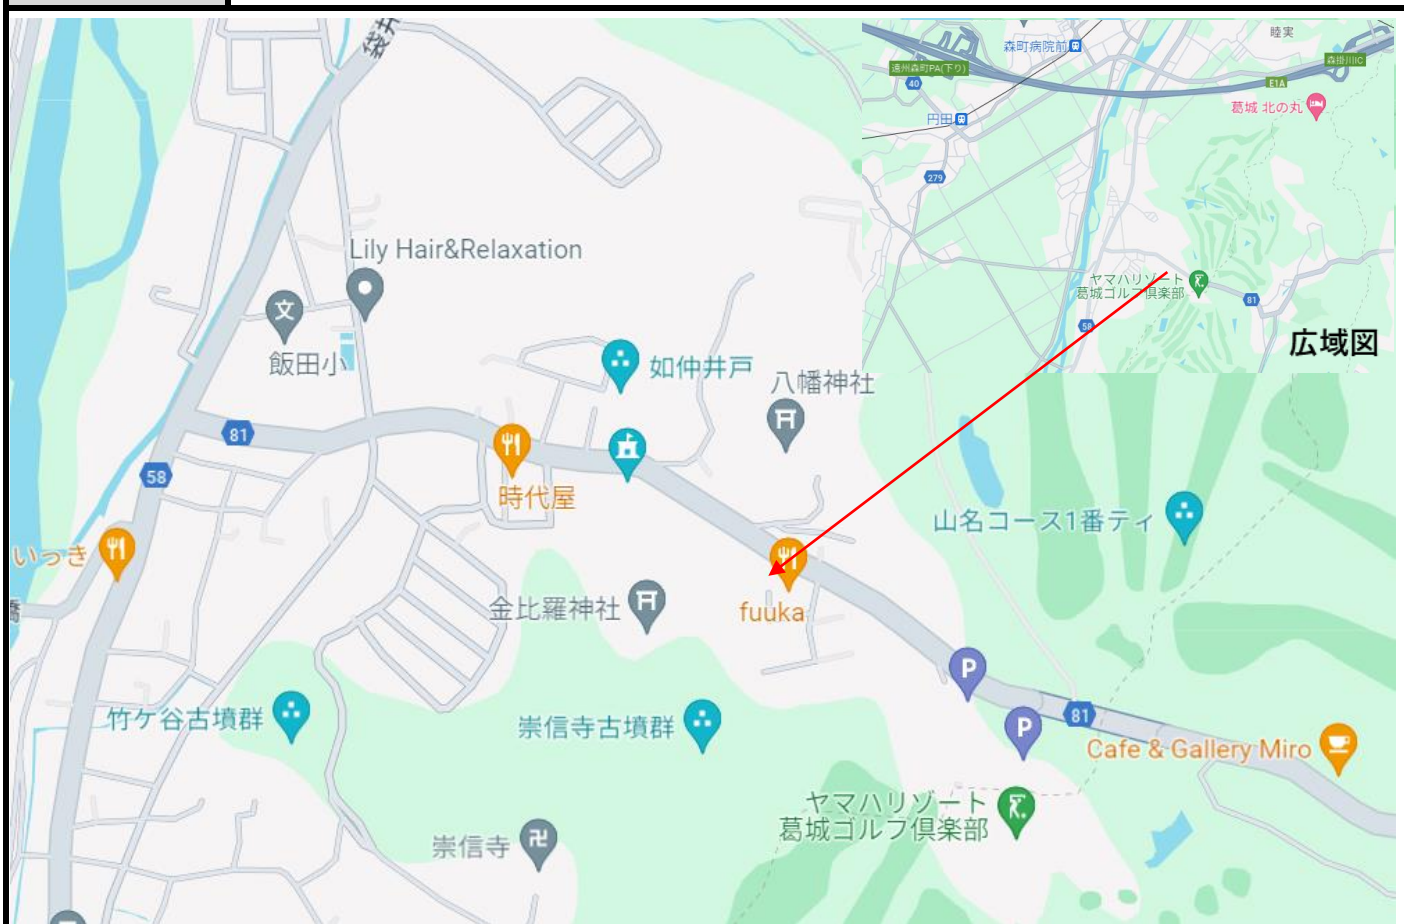 袋井
森町病院前
睦実
遠州森町PA(下り)
森掛川IC
40
E1A
葛城 北の丸
円田
279
ヤマハリゾート
葛城ゴルフ倶楽部
81
58
広域図
Lily Hair&Relaxation
文
飯田小
如仲井戸
八幡神社
81
58
時代屋
山名コース1番ティ
いっき
橋
金比羅神社
fuuka
P
竹ケ谷古墳群
崇信寺古墳群
P
81
Cafe & Gallery Miro
ヤマハリゾート
葛城ゴルフ倶楽部
崇信寺